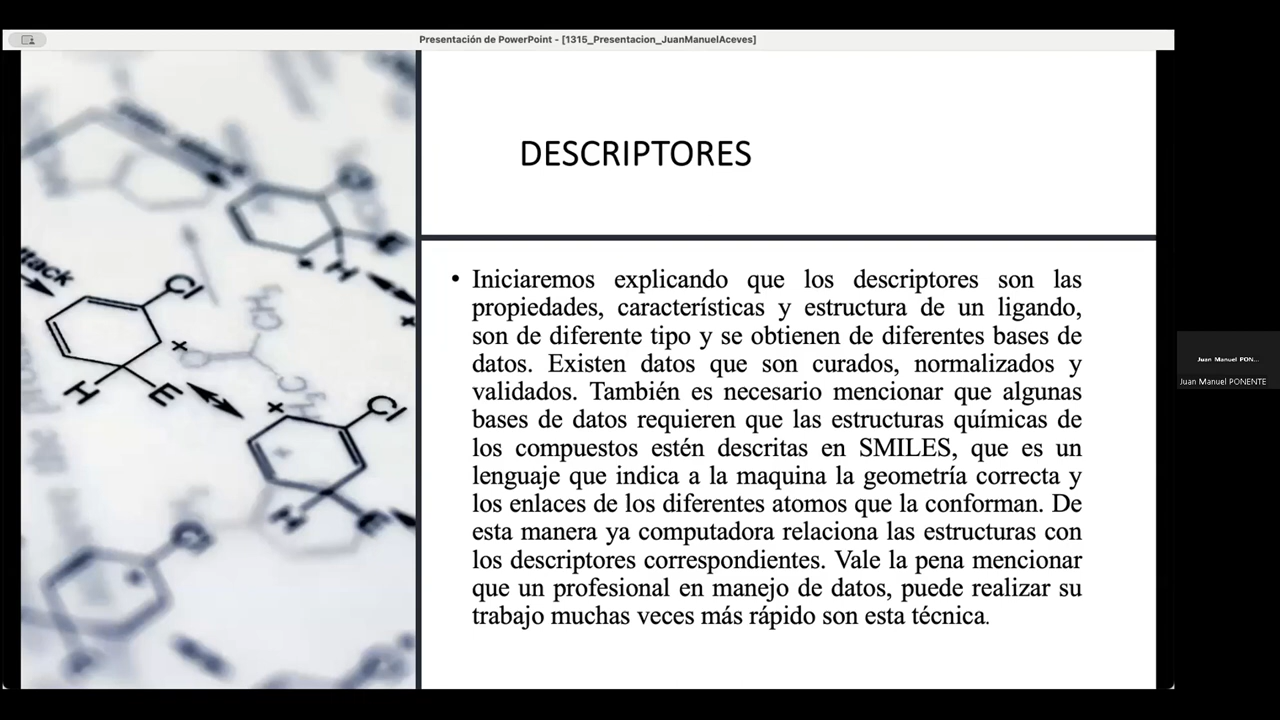 Presentación de PowerPoint - [1315_Presentacion_JuanManuelAceves]
DESCRIPTORES
• Iniciaremos explicando que los descriptores son las
propiedades, características y estructura de un ligando,
son de diferente tipo y se obtienen de diferentes bases de
datos. Existen datos que son curados, normalizados y
validados. También es necesario mencionar que algunas
bases de datos requieren que las estructuras químicas de
los compuestos estén descritas en SMILES, que es un
lenguaje que indica a la maquina la geometría correcta y
los enlaces de los diferentes atomos que la conforman. De
esta manera ya computadora relaciona las estructuras con
los descriptores correspondientes. Vale la pena mencionar
que un profesional en manejo de datos, puede realizar su
trabajo muchas veces más rápido son esta técnica.
Cl
H
E
CH3
Cl
H
E
H
Juan Manuel PON...
Juan Manuel PONENTE